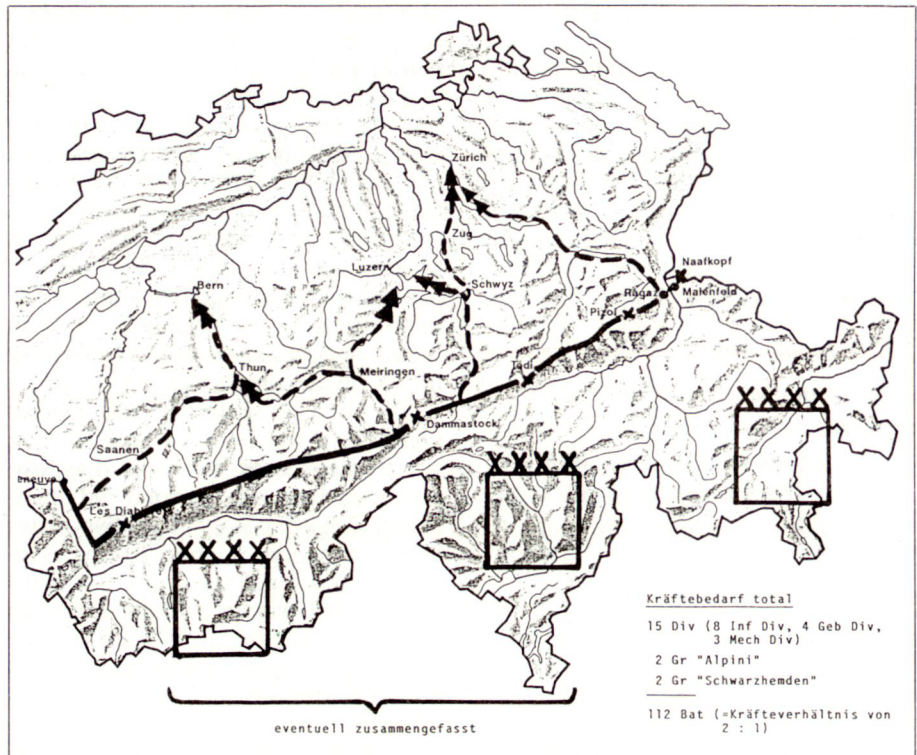 Zürich
Zug
Naafkopf
Luzern
Ragaz
Maienfeld
Bern
Schwyz
Pizol
Thun
Meiringen
Tödi
Dammastock
Saanen
eneuve
Les Diablerets
X X X X
X X X X
X X X X
Kräftebedarf total
15 Div (8 Inf Div, 4 Geb Div,
3 Mech Div)
2 Gr "Alpini"
2 Gr "Schwarzhemden"
112 Bat (=Kräfteverhältnis von
2 : 1)
eventuell zusammengefasst